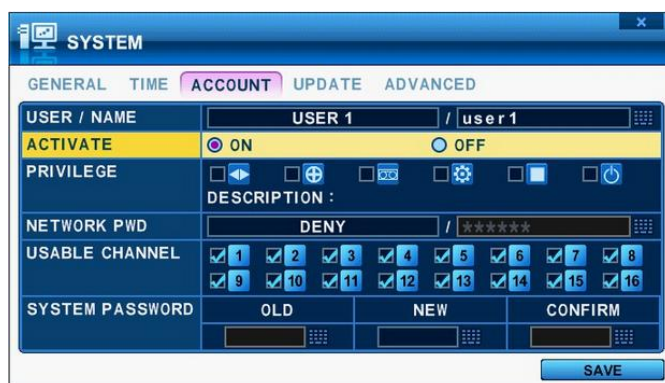 SYSTEM
GENERAL TIME ACCOUNT UPDATE ADVANCED
USER / NAME USER 1 / user1
ACTIVATE ON OFF
PRIVILEGE
DESCRIPTION :
NETWORK PWD DENY / ******
USABLE CHANNEL 1 2 3 4 5 6 7 8
9 10 11 12 13 14 15 16
SYSTEM PASSWORD OLD NEW CONFIRM
SAVE